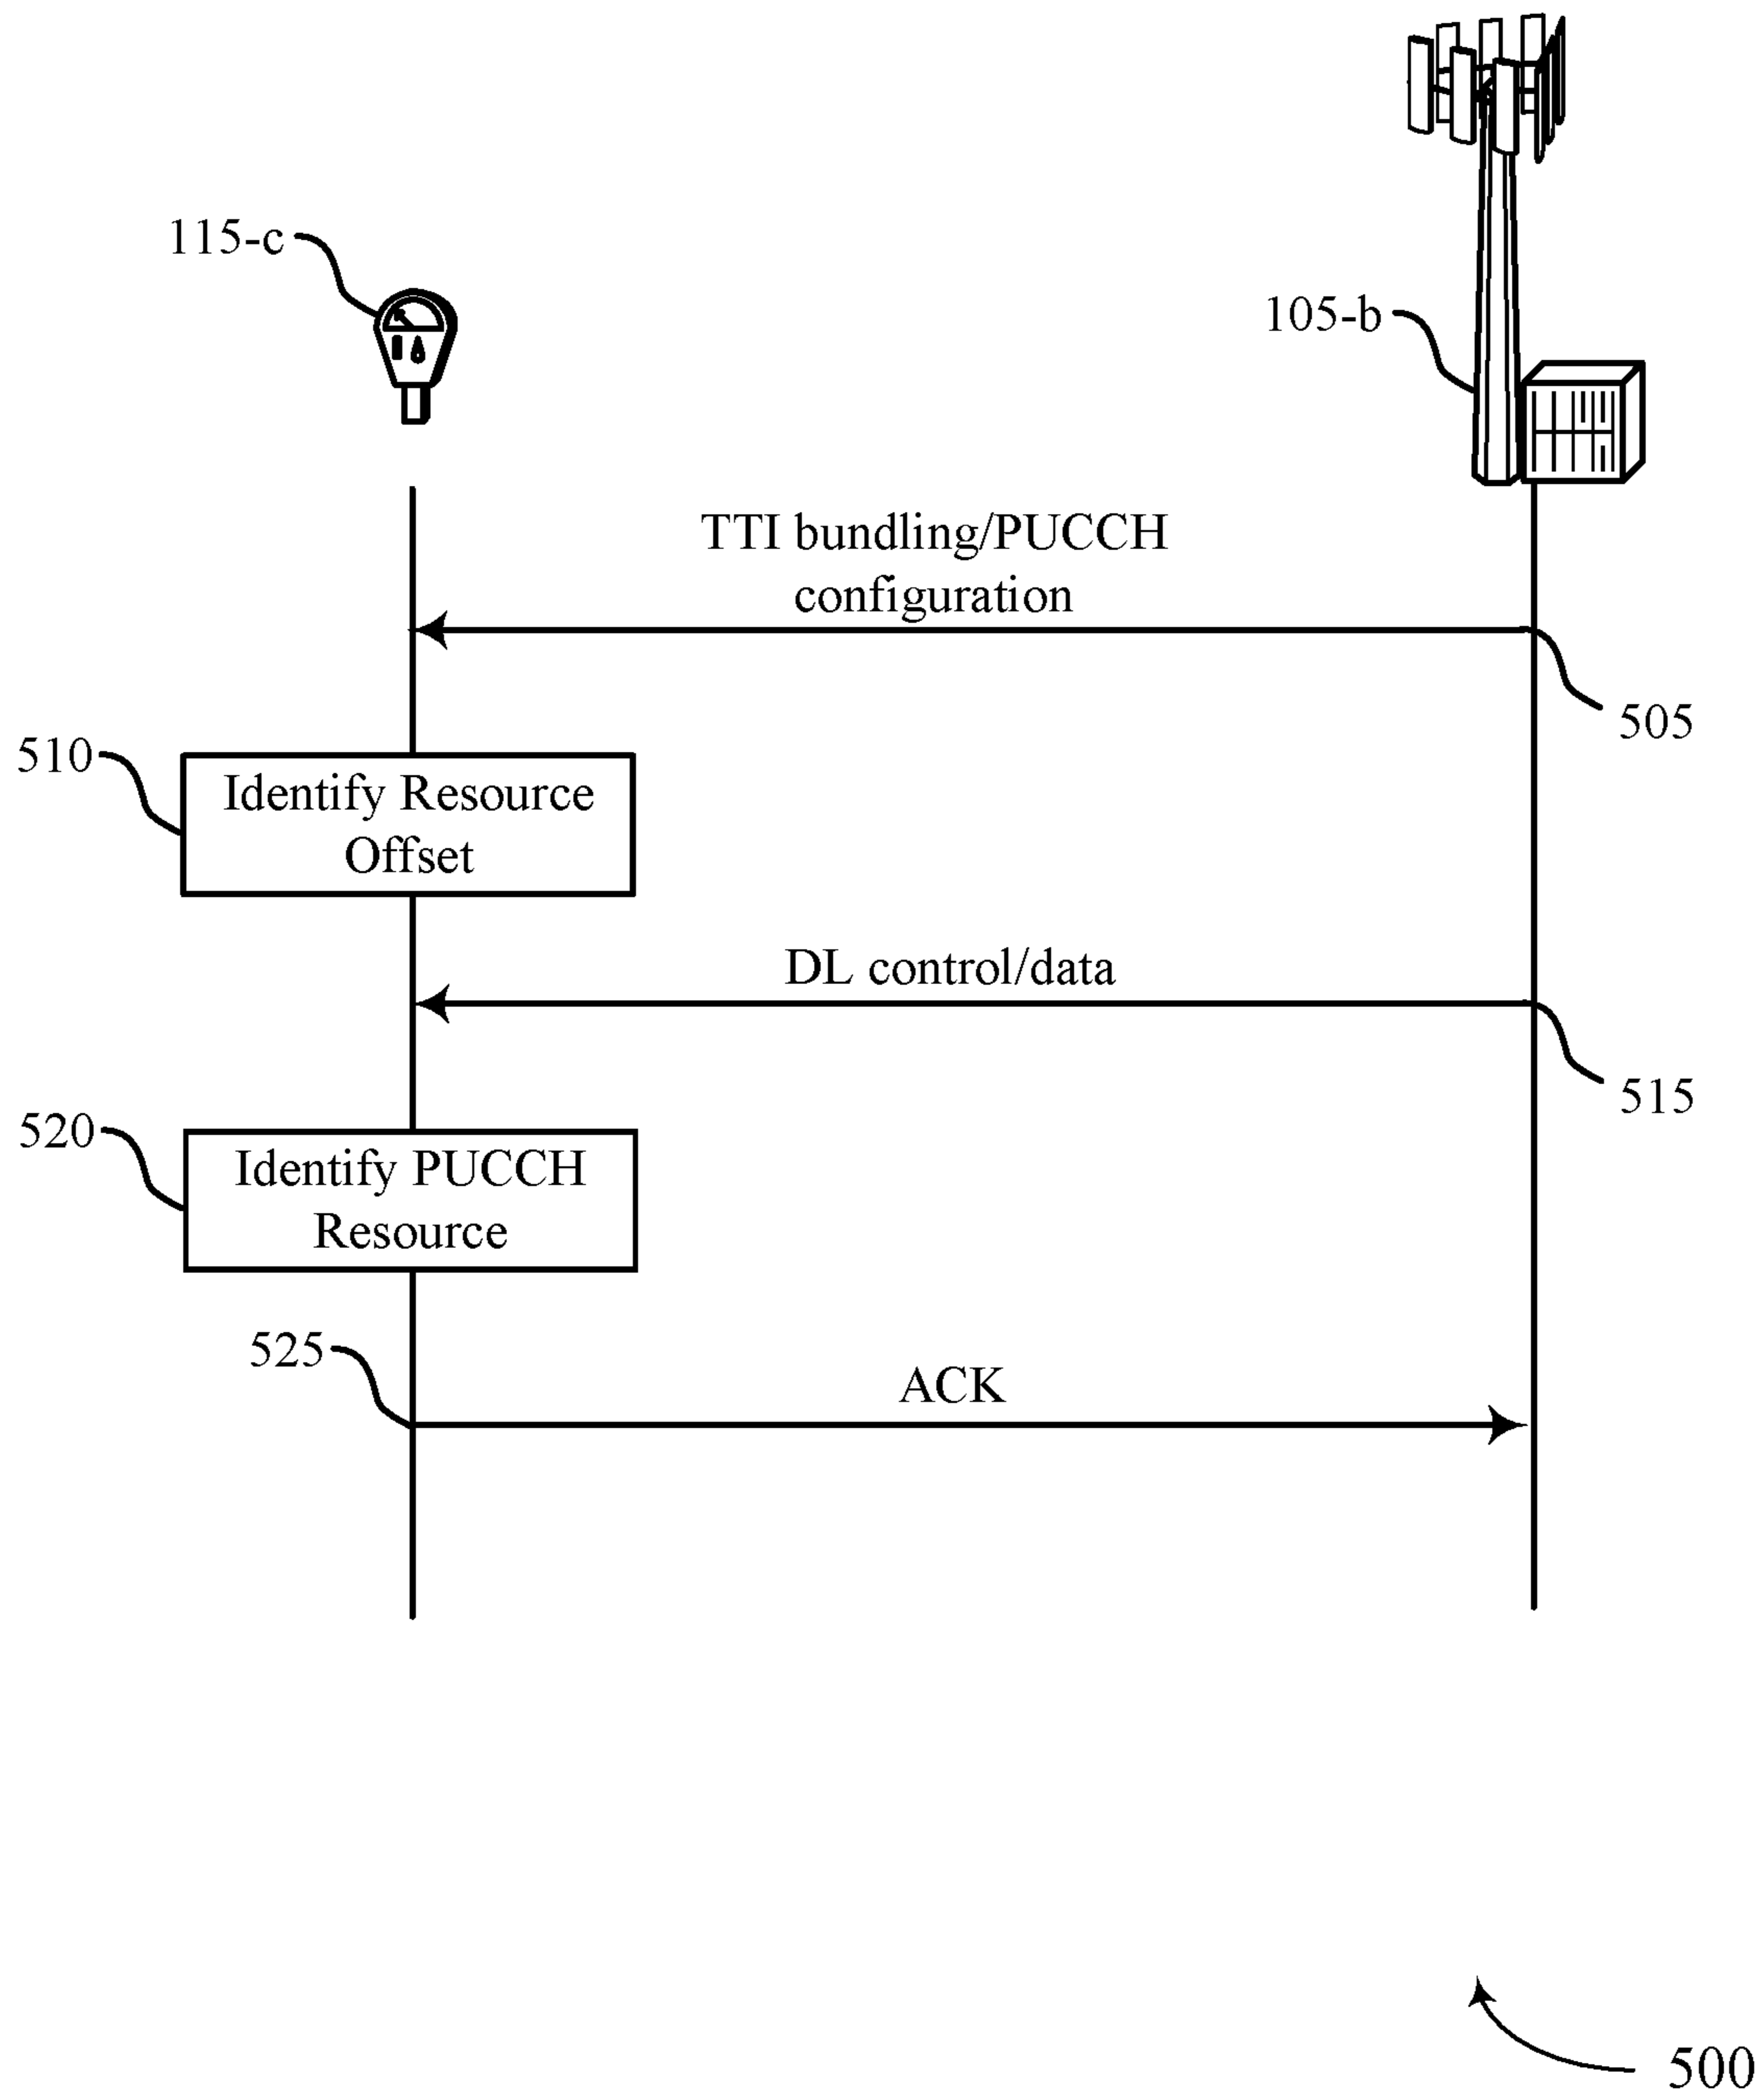 115-c
105-b
TTI bundling/PUCCH
configuration
505
510
Identify Resource
Offset
DL control/data
515
520
Identify PUCCH
Resource
525
ACK
500